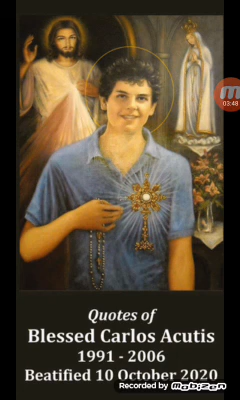 03:48
Quotes of
Blessed Carlos Acutis
1991 - 2006
Beatified 10 October 2020
Recorded by Mobizen